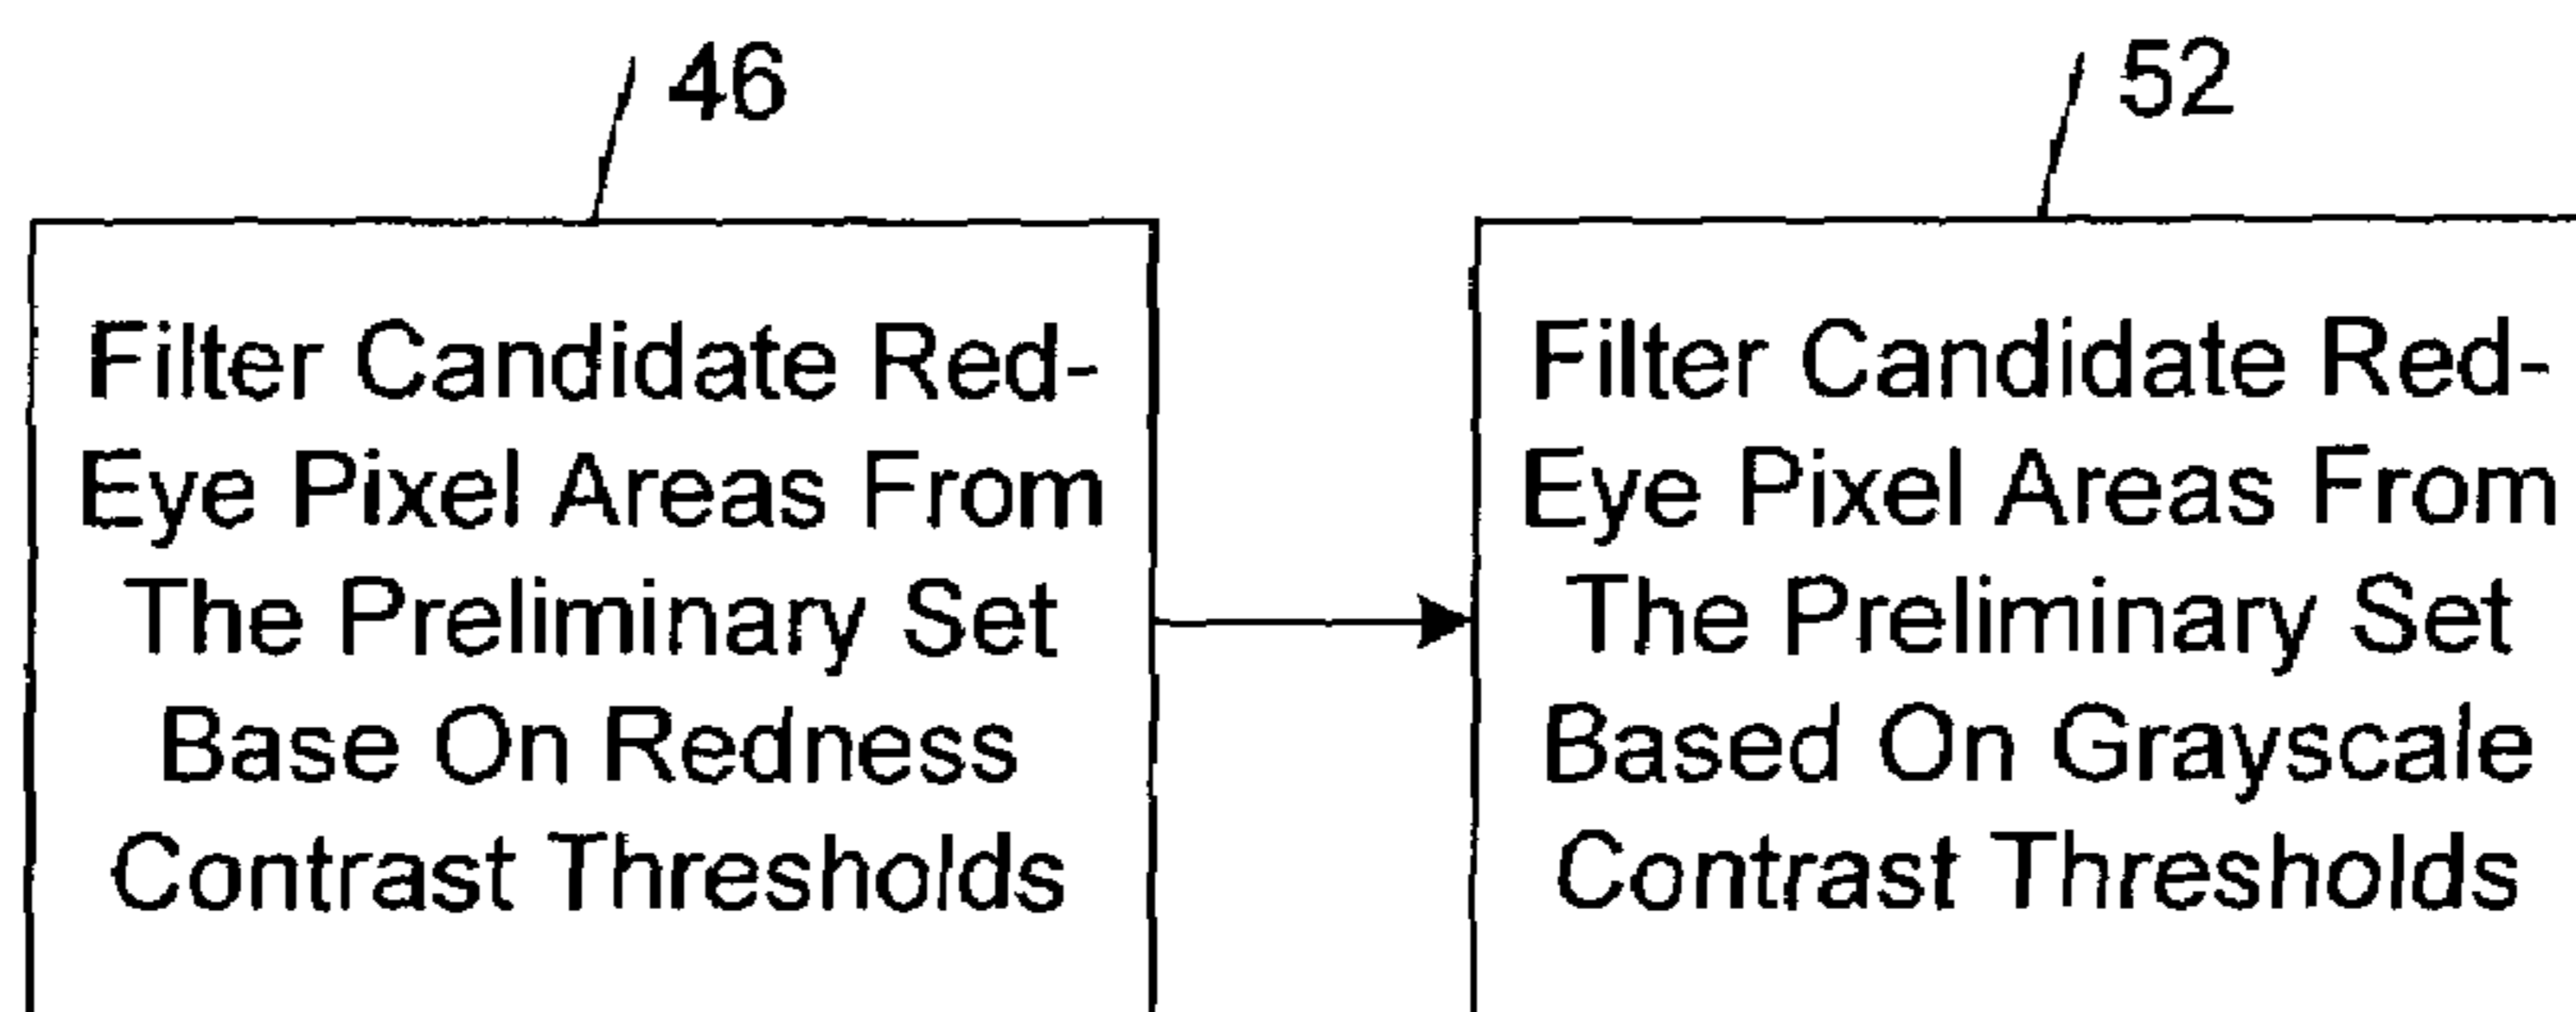 46
Filter Candidate Red-
Eye Pixel Areas From
The Preliminary Set
Base On Redness
Contrast Thresholds
52
Filter Candidate Red-
Eye Pixel Areas From
The Preliminary Set
Based On Grayscale
Contrast Thresholds